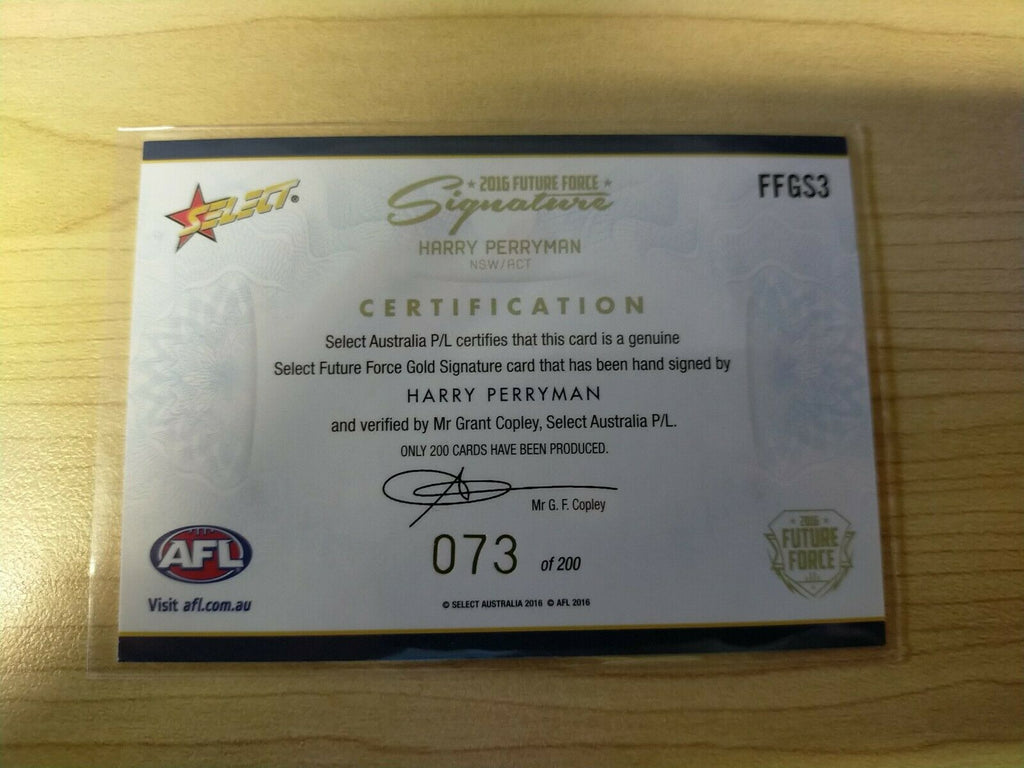 SELECT®
2016 FUTURE FORCE
Signature
FFGS3
HARRY PERRYMAN
NSW/ACT
CERTIFICATION
Select Australia P/L certifies that this card is a genuine
Select Future Force Gold Signature card that has been hand signed by
HARRY PERRYMAN
and verified by Mr Grant Copley, Select Australia P/L.
ONLY 200 CARDS HAVE BEEN PRODUCED.
Mr G. F. Copley
073 of 200
AFL
Visit afl.com.au
© SELECT AUSTRALIA 2016 © AFL 2016
2016
FUTURE
FORCE